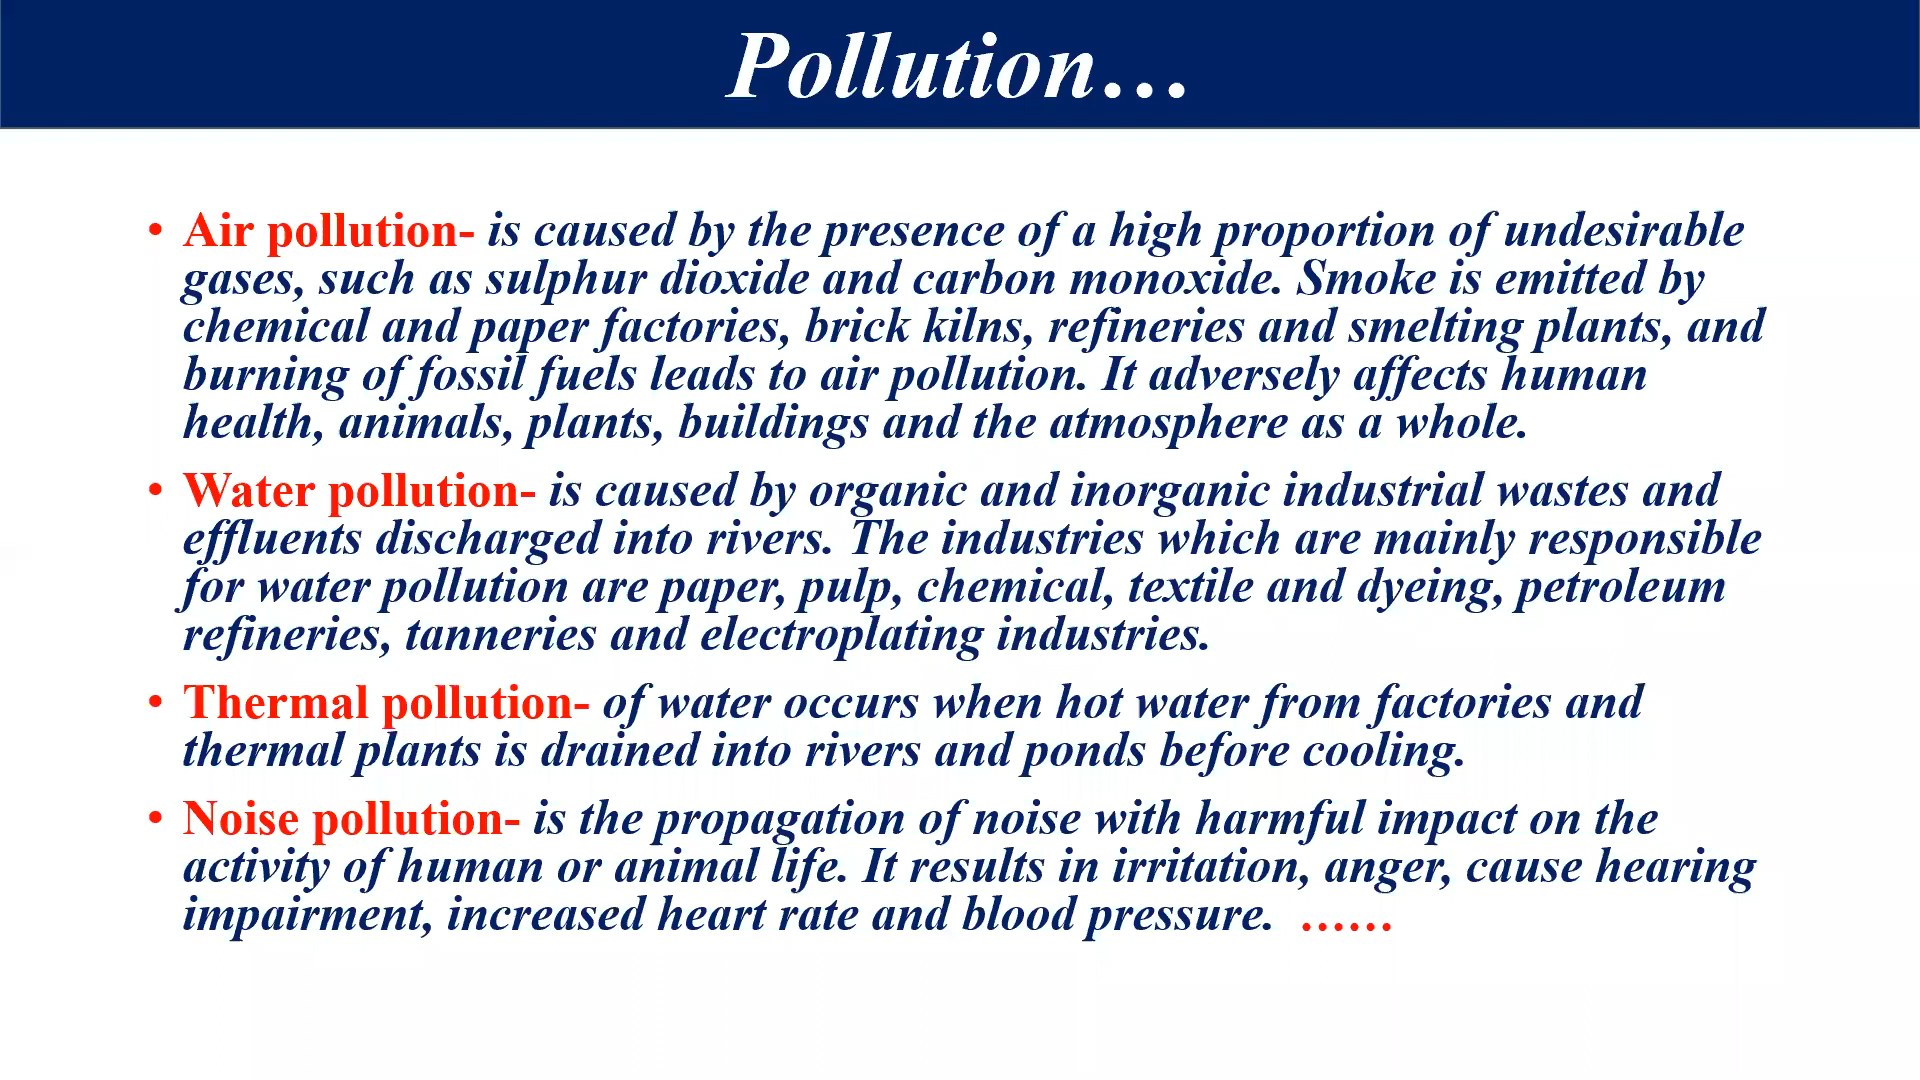 Pollution…
• Air pollution- is caused by the presence of a high proportion of undesirable
gases, such as sulphur dioxide and carbon monoxide. Smoke is emitted by
chemical and paper factories, brick kilns, refineries and smelting plants, and
burning of fossil fuels leads to air pollution. It adversely affects human
health, animals, plants, buildings and the atmosphere as a whole.
• Water pollution- is caused by organic and inorganic industrial wastes and
effluents discharged into rivers. The industries which are mainly responsible
for water pollution are paper, pulp, chemical, textile and dyeing, petroleum
refineries, tanneries and electroplating industries.
• Thermal pollution- of water occurs when hot water from factories and
thermal plants is drained into rivers and ponds before cooling.
• Noise pollution- is the propagation of noise with harmful impact on the
activity of human or animal life. It results in irritation, anger, cause hearing
impairment, increased heart rate and blood pressure. ……